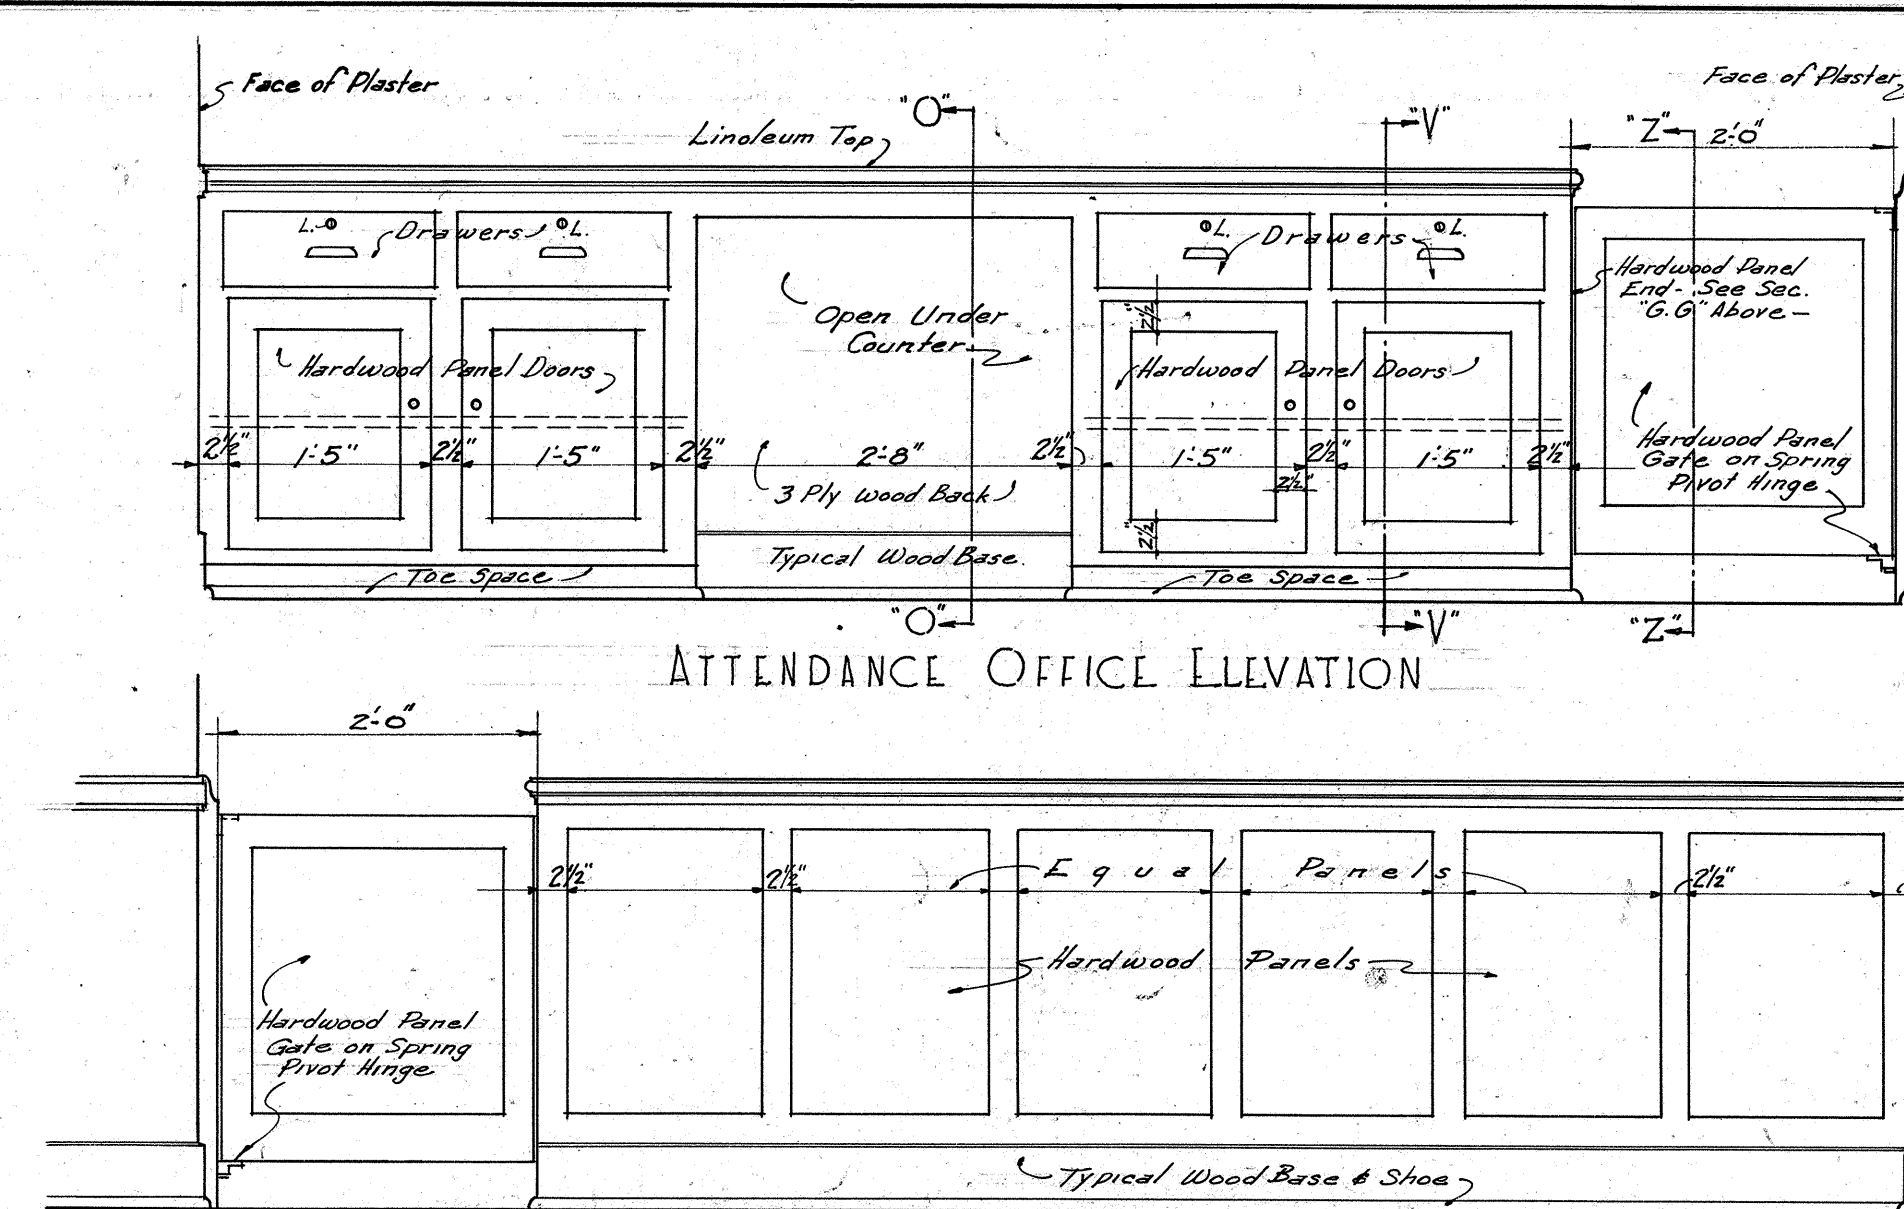 Face of Plaster
Face of Plaster
"O"
"V"
"Z"
2'-0"
Linoleum Top
L.
Drawers
L.
L.
Drawers
L.
Hardwood Panel
End - See Sec.
"G.G" Above -
Open Under
Counter
2½"
Hardwood Panel Doors
Hardwood Panel Doors
2½"
1'-5"
2½"
1'-5"
2½"
2'-8"
2½"
1'-5"
2½"
1'-5"
2½"
Hardwood Panel
Gate on Spring
Pivot Hinge
2½"
3 Ply Wood Back
2½"
Typical Wood Base.
Toe Space
Toe Space
"O"
"V"
"Z"
ATTENDANCE OFFICE ELEVATION
2'-0"
2½"
2½"
Equal Panels
2½"
Hardwood Panels
Hardwood Panel
Gate on Spring
Pivot Hinge
Typical Wood Base & Shoe